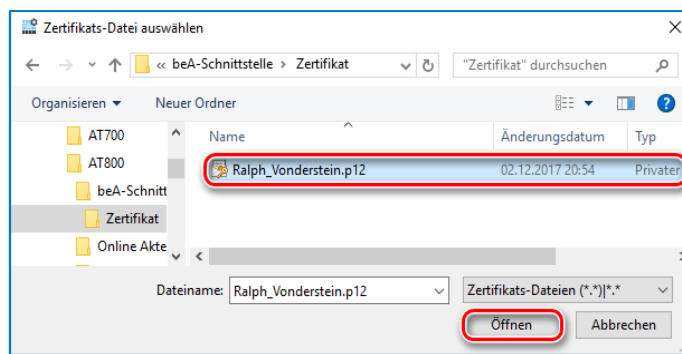 Zertifikats-Datei auswählen
« beA-Schnittstelle › Zertifikat
"Zertifikat" durchsuchen
Organisieren
Neuer Ordner
Name
Änderungsdatum
Typ
AT700
AT800
beA-Schnitt
Zertifikat
Online Akte
Ralph_Vonderstein.p12
02.12.2017 20:54
Privater
Dateiname:
Ralph_Vonderstein.p12
Zertifikats-Dateien (*.*)|*.*
Öffnen
Abbrechen